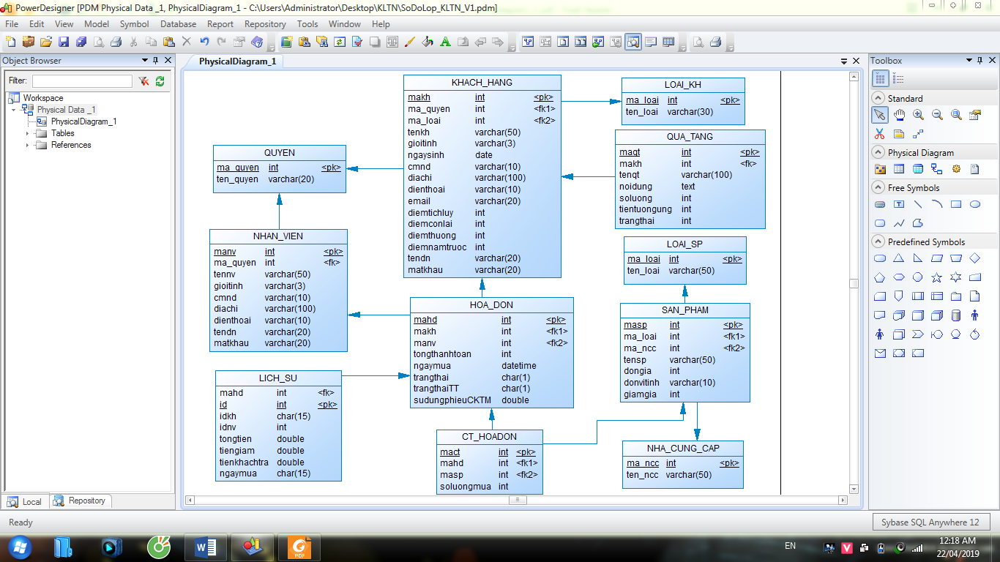 PowerDesigner [PDM Physical Data _1, PhysicalDiagram_1 - C:\Users\Administrator\Desktop\KLTN\SoDoLop_KLTN_V1.pdm]
File Edit View Model Symbol Database Report Repository Tools Window Help
Object Browser
Filter:
Workspace
Physical Data _1
PhysicalDiagram_1
Tables
References
Local Repository
PhysicalDiagram_1
KHACH_HANG
makh int <pk>
ma_quyen int <fk1>
ma_loai int <fk2>
tenkh varchar(50)
gioitinh varchar(3)
ngaysinh date
cmnd varchar(10)
diachi varchar(100)
dienthoai varchar(10)
email varchar(20)
diemtichluy int
diemconlai int
diemthuong int
diemnamtruoc int
tendn varchar(20)
matkhau varchar(20)
LOAI_KH
ma_loai int <pk>
ten_loai varchar(30)
QUA_TANG
maqt int <pk>
makh int <fk>
tenqt varchar(100)
noidung text
soluong int
tientuongung int
trangthai int
QUYEN
ma_quyen int <pk>
ten_quyen varchar(20)
NHAN_VIEN
manv int <pk>
ma_quyen int <fk>
tennv varchar(50)
gioitinh varchar(3)
cmnd varchar(10)
diachi varchar(100)
dienthoai varchar(10)
tendn varchar(20)
matkhau varchar(20)
LOAI_SP
ma_loai int <pk>
ten_loai varchar(50)
HOA_DON
mahd int <pk>
makh int <fk1>
manv int <fk2>
tongthanhtoan int
ngaymua datetime
trangthai char(1)
trangthaiTT char(1)
sudungphieuCKTM double
SAN_PHAM
masp int <pk>
ma_loai int <fk1>
ma_ncc int <fk2>
tensp varchar(50)
dongia int
donvitinh varchar(10)
giamgia int
LICH_SU
mahd int <fk>
id int <pk>
idkh char(15)
idnv int
tongtien double
tiengiam double
tienkhachtra double
ngaymua char(15)
CT_HOADON
mact int <pk>
mahd int <fk1>
masp int <fk2>
soluongmua int
NHA_CUNG_CAP
ma_ncc int <pk>
ten_ncc varchar(50)
Toolbox
Standard
Physical Diagram
Free Symbols
Predefined Symbols
Ready
Sybase SQL Anywhere 12
PDF
EN
12:18 AM
22/04/2019